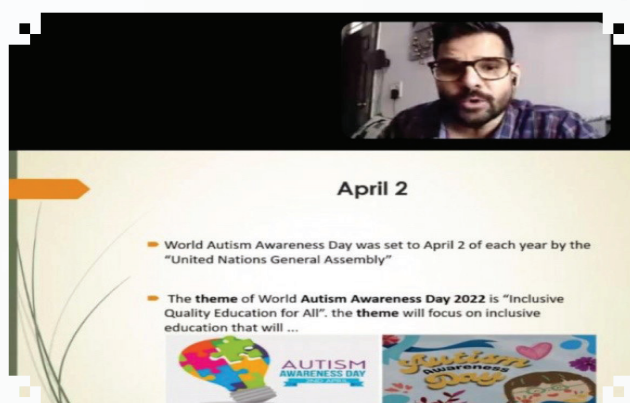 April 2
World Autism Awareness Day was set to April 2 of each year by the
“United Nations General Assembly”
The theme of World Autism Awareness Day 2022 is “Inclusive
Quality Education for All”. the theme will focus on inclusive
education that will ...
AUTISM
AWARENESS DAY
2ND APRIL
Autism
Awareness
Day